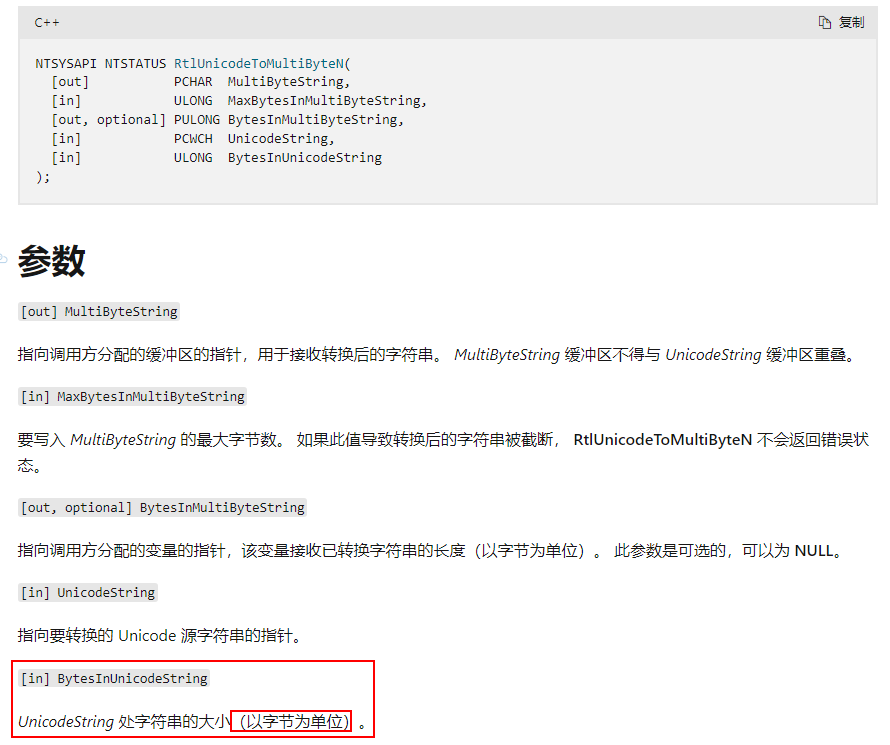 C++ 复制
NTSYSAPI NTSTATUS RtlUnicodeToMultiByteN(
  [out]           PCHAR  MultiByteString,
  [in]            ULONG  MaxBytesInMultiByteString,
  [out, optional] PULONG BytesInMultiByteString,
  [in]            PCWCH  UnicodeString,
  [in]            ULONG  BytesInUnicodeString
);
参数
[out] MultiByteString
指向调用方分配的缓冲区的指针，用于接收转换后的字符串。 MultiByteString 缓冲区不得与 UnicodeString 缓冲区重叠。
[in] MaxBytesInMultiByteString
要写入 MultiByteString 的最大字节数。 如果此值导致转换后的字符串被截断， RtlUnicodeToMultiByteN 不会返回错误状
态。
[out, optional] BytesInMultiByteString
指向调用方分配的变量的指针，该变量接收已转换字符串的长度（以字节为单位）。 此参数是可选的，可以为 NULL。
[in] UnicodeString
指向要转换的 Unicode 源字符串的指针。
[in] BytesInUnicodeString
UnicodeString 处字符串的大小（以字节为单位）。